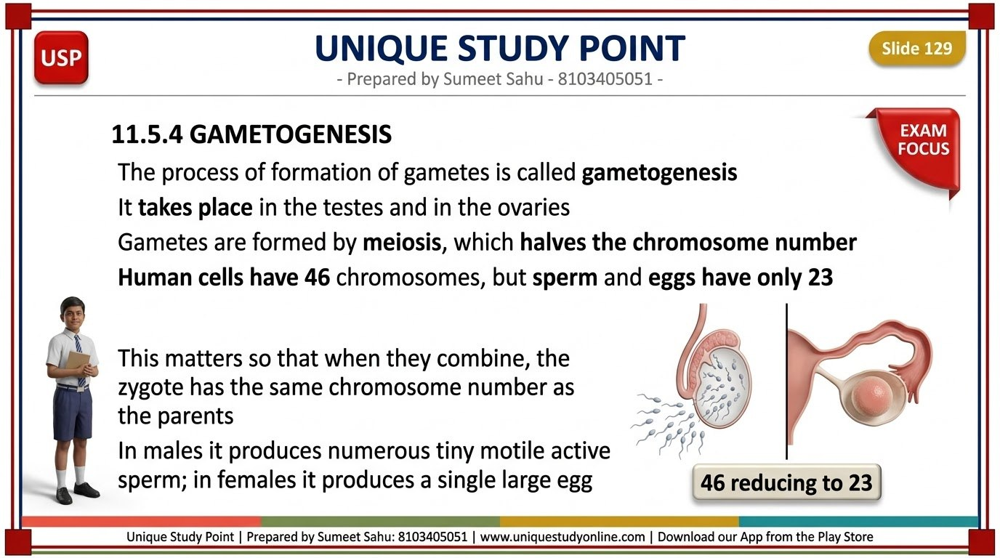 USP
UNIQUE STUDY POINT
- Prepared by Sumeet Sahu - 8103405051 -
Slide 129
EXAM
FOCUS
11.5.4 GAMETOGENESIS
The process of formation of gametes is called gametogenesis
It takes place in the testes and in the ovaries
Gametes are formed by meiosis, which halves the chromosome number
Human cells have 46 chromosomes, but sperm and eggs have only 23
This matters so that when they combine, the
zygote has the same chromosome number as
the parents
In males it produces numerous tiny motile active
sperm; in females it produces a single large egg
46 reducing to 23
Unique Study Point | Prepared by Sumeet Sahu: 8103405051 | www.uniquestudyonline.com | Download our App from the Play Store